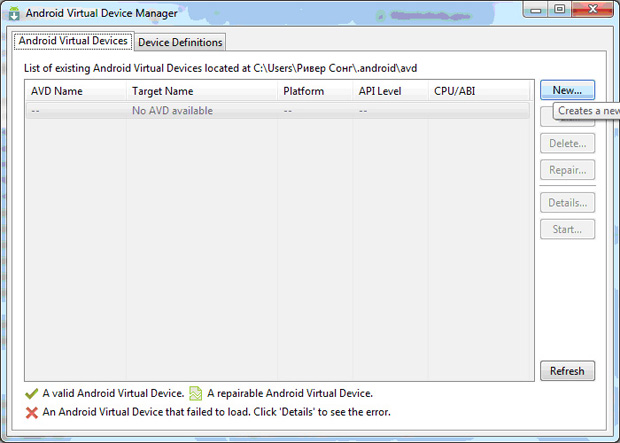 Android Virtual Device Manager
Android Virtual Devices
Device Definitions
List of existing Android Virtual Devices located at C:\Users\Ривер Сонг\.android\avd
AVD Name Target Name Platform API Level CPU/ABI
-- No AVD available -- --
New...
Creates a new
Delete...
Repair...
Details...
Start...
Refresh
A valid Android Virtual Device. A repairable Android Virtual Device.
An Android Virtual Device that failed to load. Click 'Details' to see the error.